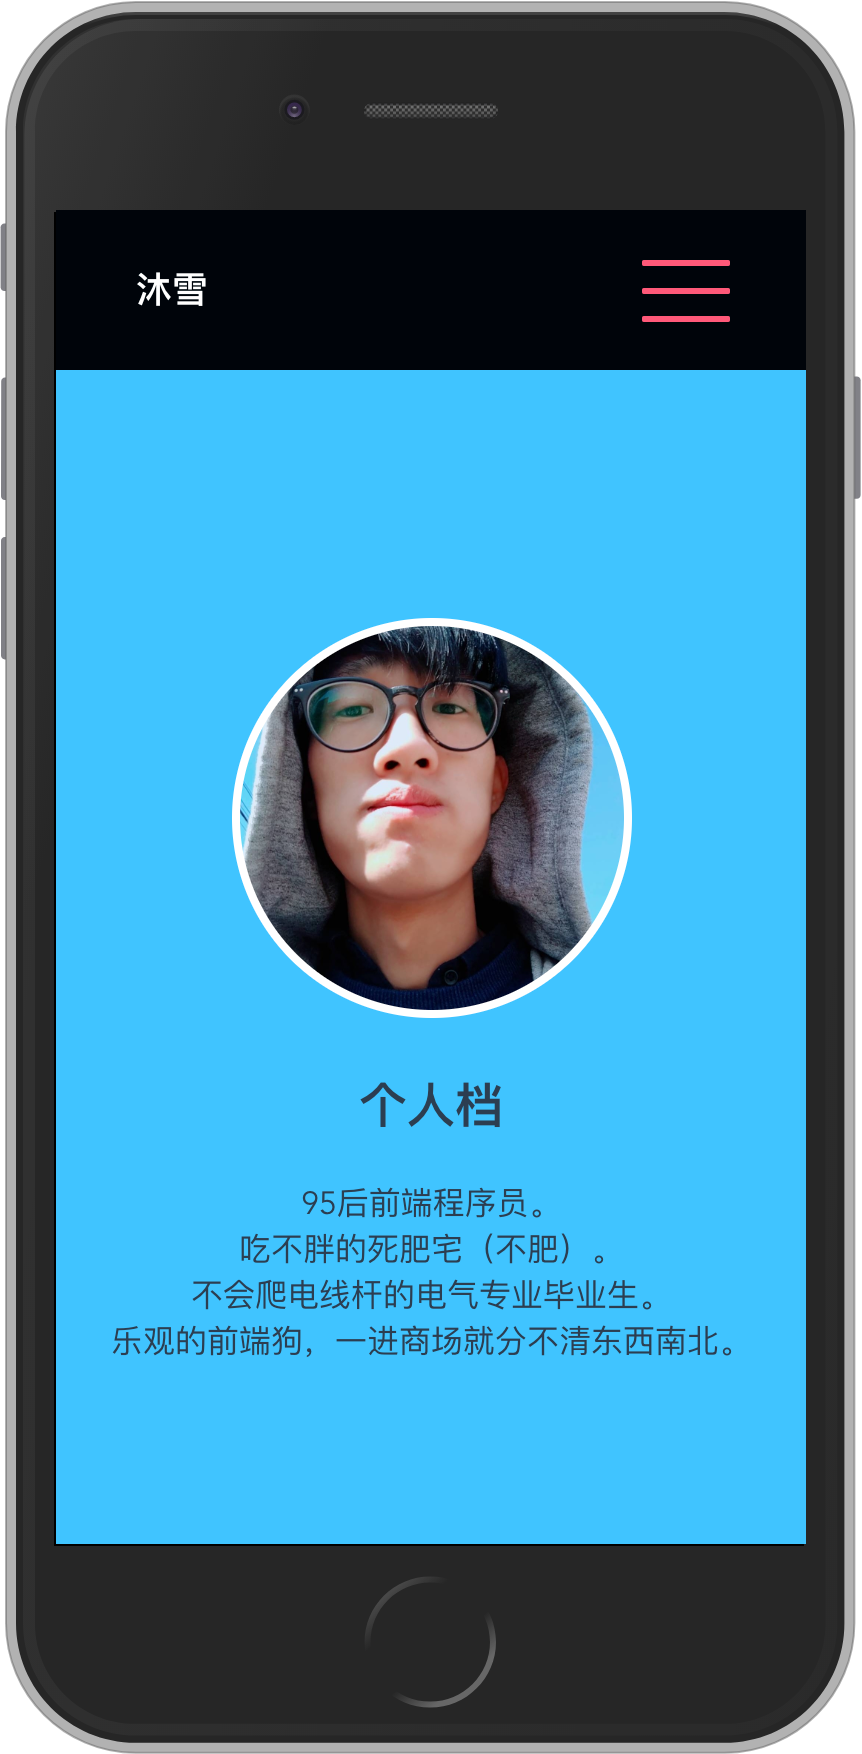 沐雪
个人档
95后前端程序员。
吃不胖的死肥宅（不肥）。
不会爬电线杆的电气专业毕业生。
乐观的前端狗，一进商场就分不清东西南北。